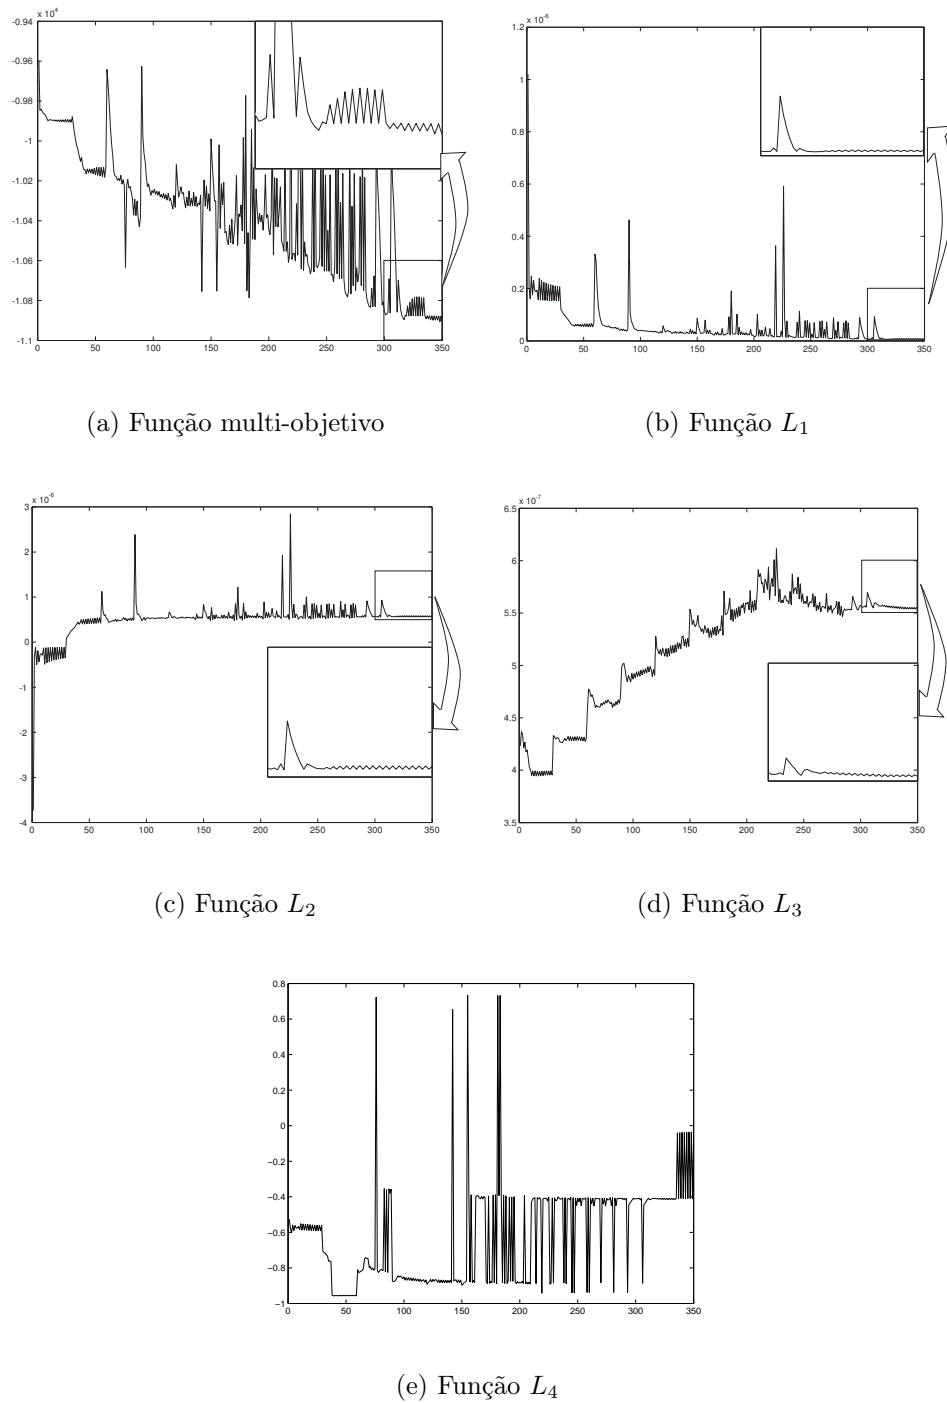 x 10⁴
-0.94
-0.96
-0.98
-1
-1.02
-1.04
-1.06
-1.08
-1.1
0 50 100 150 200 250 300 350
(a) Função multi-objetivo
x 10⁻⁶
1.2
1
0.8
0.6
0.4
0.2
0
0 50 100 150 200 250 300 350
(b) Função L₁
x 10⁻⁶
3
2
1
0
-1
-2
-3
-4
0 50 100 150 200 250 300 350
(c) Função L₂
x 10⁻⁷
6.5
6
5.5
5
4.5
4
3.5
0 50 100 150 200 250 300 350
(d) Função L₃
0.8
0.6
0.4
0.2
0
−0.2
−0.4
−0.6
−0.8
−1
0 50 100 150 200 250 300 350
(e) Função L₄